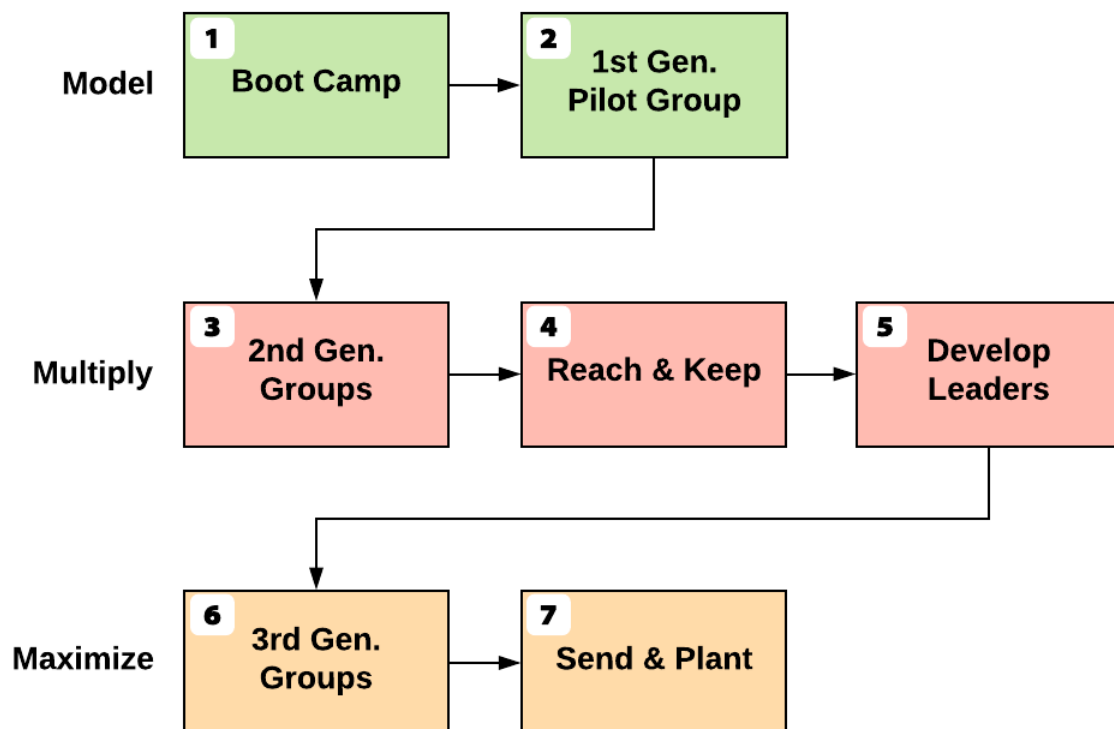 Model
1
Boot Camp
2
1st Gen.
Pilot Group
Multiply
3
2nd Gen.
Groups
4
Reach & Keep
5
Develop
Leaders
Maximize
6
3rd Gen.
Groups
7
Send & Plant